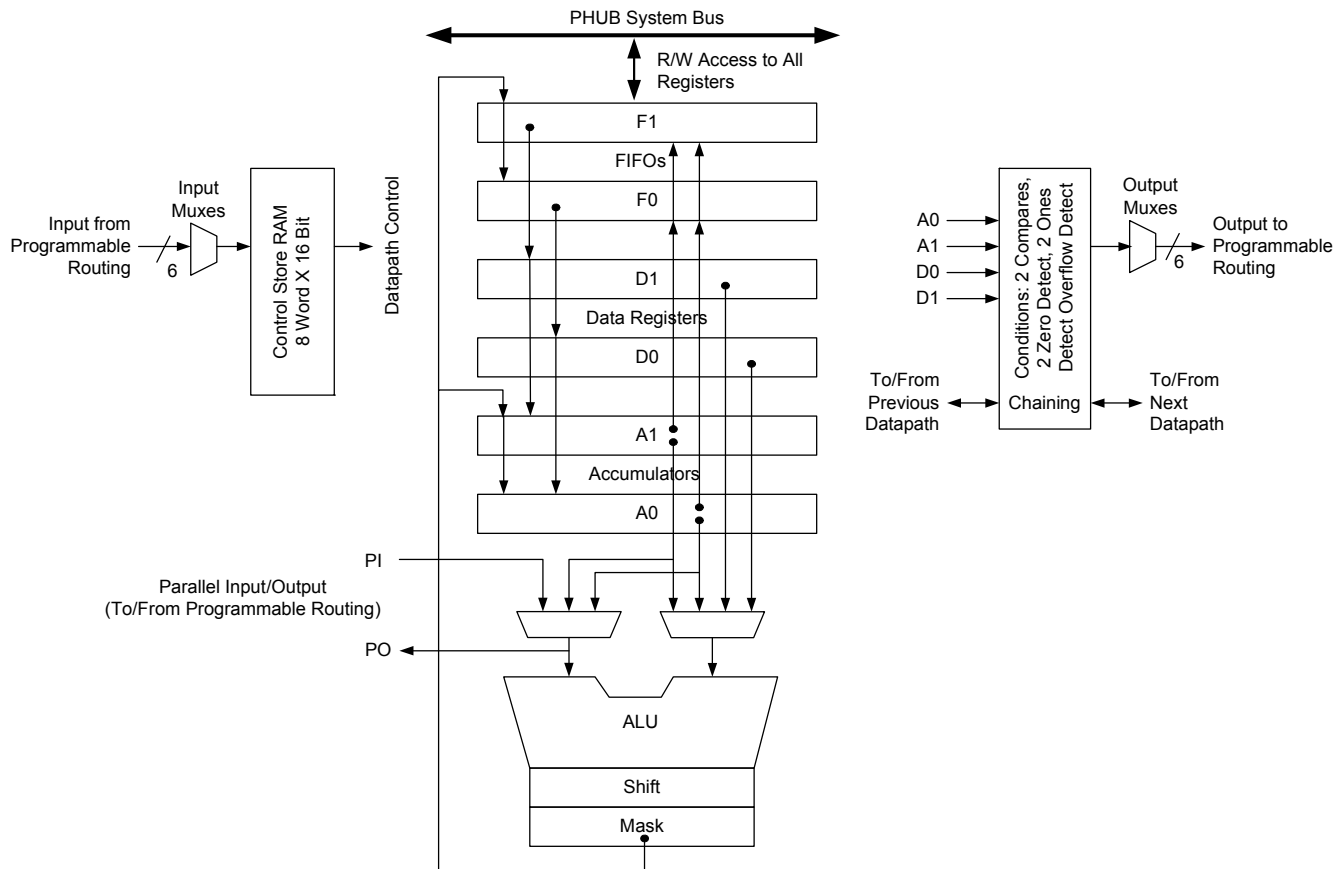 PHUB System Bus
R/W Access to All
Registers
F1
FIFOs
F0
D1
Data Registers
D0
A1
Accumulators
A0
Input from
Programmable
Routing
6
Input
Muxes
Control Store RAM
8 Word X 16 Bit
Datapath Control
A0
A1
D0
D1
Conditions: 2 Compares,
2 Zero Detect, 2 Ones
Detect Overflow Detect
Output
Muxes
6
Output to
Programmable
Routing
To/From
Previous
Datapath
Chaining
To/From
Next
Datapath
PI
Parallel Input/Output
(To/From Programmable Routing)
PO
ALU
Shift
Mask